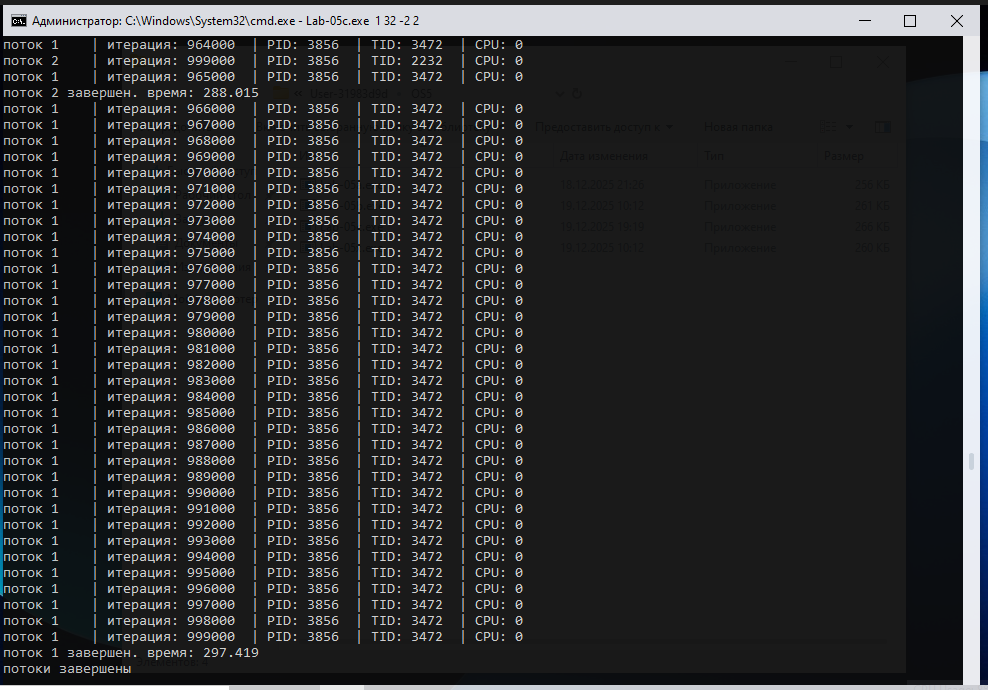 Администратор: C:\Windows\System32\cmd.exe - Lab-05c.exe 1 32 -2 2
поток 1 | итерация: 964000 | PID: 3856 | TID: 3472 | CPU: 0
поток 2 | итерация: 999000 | PID: 3856 | TID: 2232 | CPU: 0
поток 1 | итерация: 965000 | PID: 3856 | TID: 3472 | CPU: 0
поток 2 завершен. время: 288.015
поток 1 | итерация: 966000 | PID: 3856 | TID: 3472 | CPU: 0
поток 1 | итерация: 967000 | PID: 3856 | TID: 3472 | CPU: 0
поток 1 | итерация: 968000 | PID: 3856 | TID: 3472 | CPU: 0
поток 1 | итерация: 969000 | PID: 3856 | TID: 3472 | CPU: 0
поток 1 | итерация: 970000 | PID: 3856 | TID: 3472 | CPU: 0
поток 1 | итерация: 971000 | PID: 3856 | TID: 3472 | CPU: 0
поток 1 | итерация: 972000 | PID: 3856 | TID: 3472 | CPU: 0
поток 1 | итерация: 973000 | PID: 3856 | TID: 3472 | CPU: 0
поток 1 | итерация: 974000 | PID: 3856 | TID: 3472 | CPU: 0
поток 1 | итерация: 975000 | PID: 3856 | TID: 3472 | CPU: 0
поток 1 | итерация: 976000 | PID: 3856 | TID: 3472 | CPU: 0
поток 1 | итерация: 977000 | PID: 3856 | TID: 3472 | CPU: 0
поток 1 | итерация: 978000 | PID: 3856 | TID: 3472 | CPU: 0
поток 1 | итерация: 979000 | PID: 3856 | TID: 3472 | CPU: 0
поток 1 | итерация: 980000 | PID: 3856 | TID: 3472 | CPU: 0
поток 1 | итерация: 981000 | PID: 3856 | TID: 3472 | CPU: 0
поток 1 | итерация: 982000 | PID: 3856 | TID: 3472 | CPU: 0
поток 1 | итерация: 983000 | PID: 3856 | TID: 3472 | CPU: 0
поток 1 | итерация: 984000 | PID: 3856 | TID: 3472 | CPU: 0
поток 1 | итерация: 985000 | PID: 3856 | TID: 3472 | CPU: 0
поток 1 | итерация: 986000 | PID: 3856 | TID: 3472 | CPU: 0
поток 1 | итерация: 987000 | PID: 3856 | TID: 3472 | CPU: 0
поток 1 | итерация: 988000 | PID: 3856 | TID: 3472 | CPU: 0
поток 1 | итерация: 989000 | PID: 3856 | TID: 3472 | CPU: 0
поток 1 | итерация: 990000 | PID: 3856 | TID: 3472 | CPU: 0
поток 1 | итерация: 991000 | PID: 3856 | TID: 3472 | CPU: 0
поток 1 | итерация: 992000 | PID: 3856 | TID: 3472 | CPU: 0
поток 1 | итерация: 993000 | PID: 3856 | TID: 3472 | CPU: 0
поток 1 | итерация: 994000 | PID: 3856 | TID: 3472 | CPU: 0
поток 1 | итерация: 995000 | PID: 3856 | TID: 3472 | CPU: 0
поток 1 | итерация: 996000 | PID: 3856 | TID: 3472 | CPU: 0
поток 1 | итерация: 997000 | PID: 3856 | TID: 3472 | CPU: 0
поток 1 | итерация: 998000 | PID: 3856 | TID: 3472 | CPU: 0
поток 1 | итерация: 999000 | PID: 3856 | TID: 3472 | CPU: 0
поток 1 завершен. время: 297.419
потоки завершены
Предоставить доступ к
Новая папка
Дата изменения Тип Размер
Приложение
Приложение
Приложение
Приложение